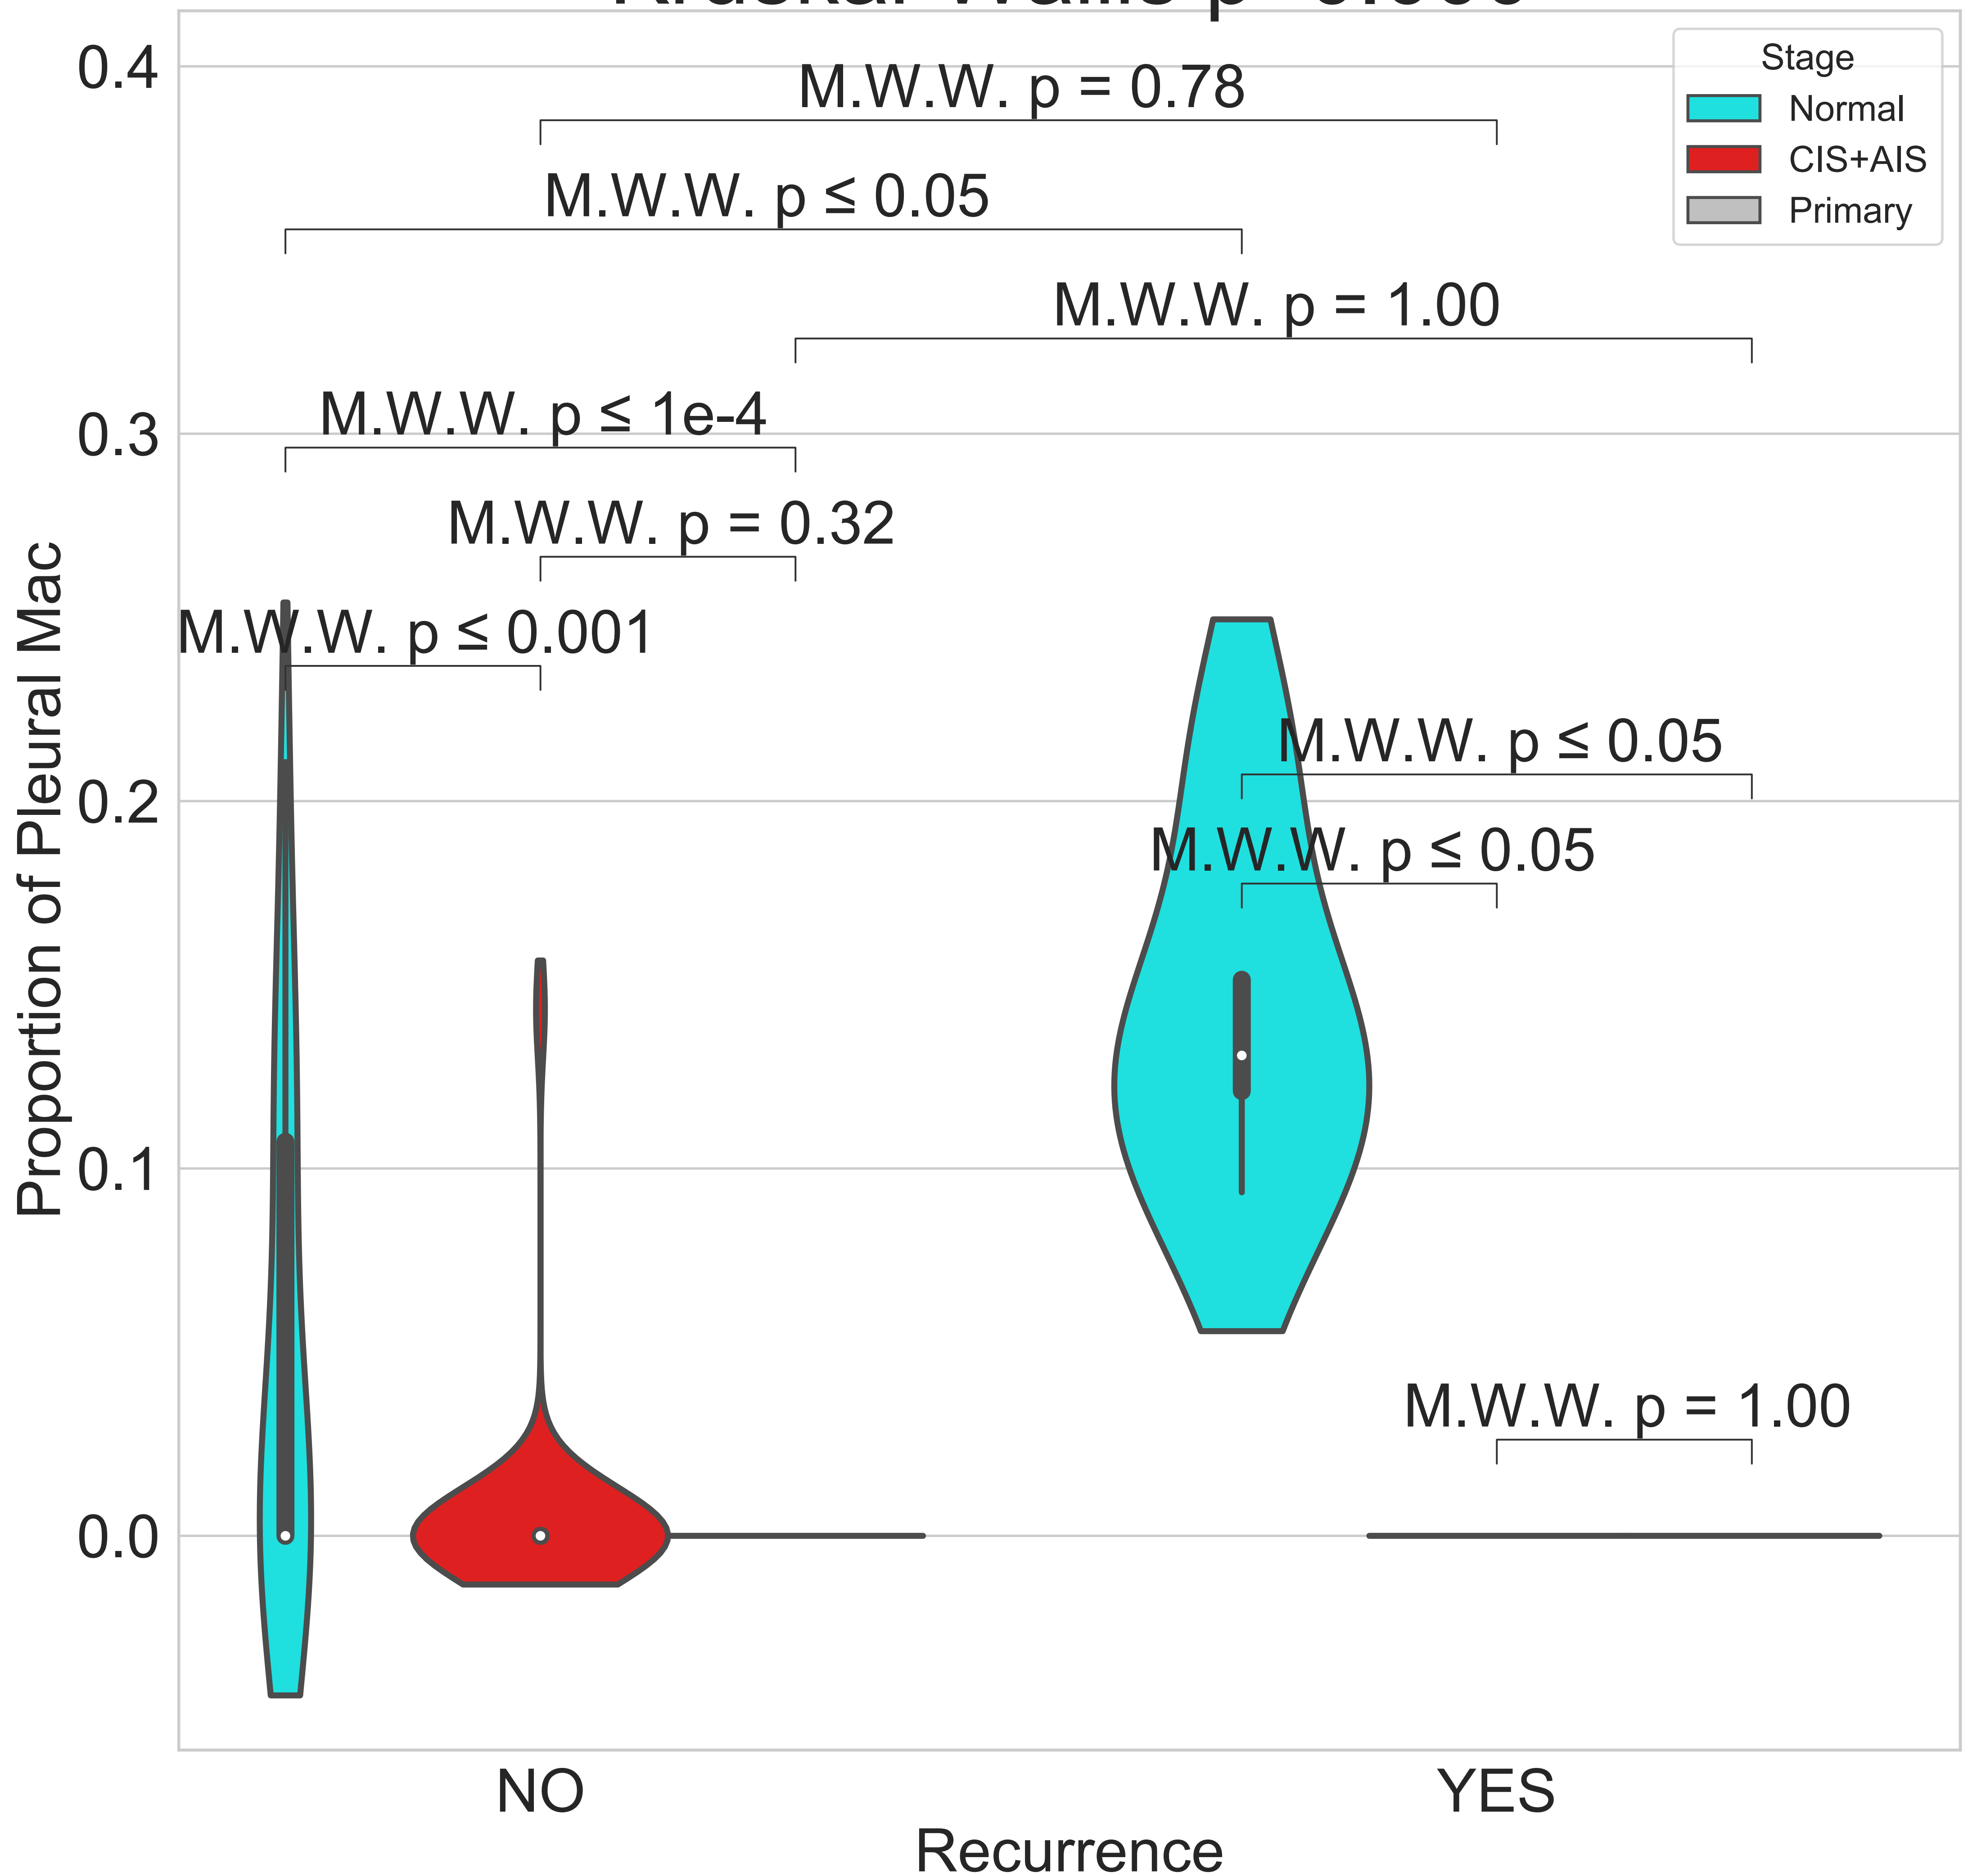 0.4
0.3
0.2
0.1
0.0
Proportion of Pleural Mac
M.W.W. p = 0.78
M.W.W. p ≤ 0.05
M.W.W. p = 1.00
M.W.W. p ≤ 1e-4
M.W.W. p = 0.32
M.W.W. p ≤ 0.001
M.W.W. p ≤ 0.05
M.W.W. p ≤ 0.05
M.W.W. p = 1.00
Stage
Normal
CIS+AIS
Primary
NO
YES
Recurrence